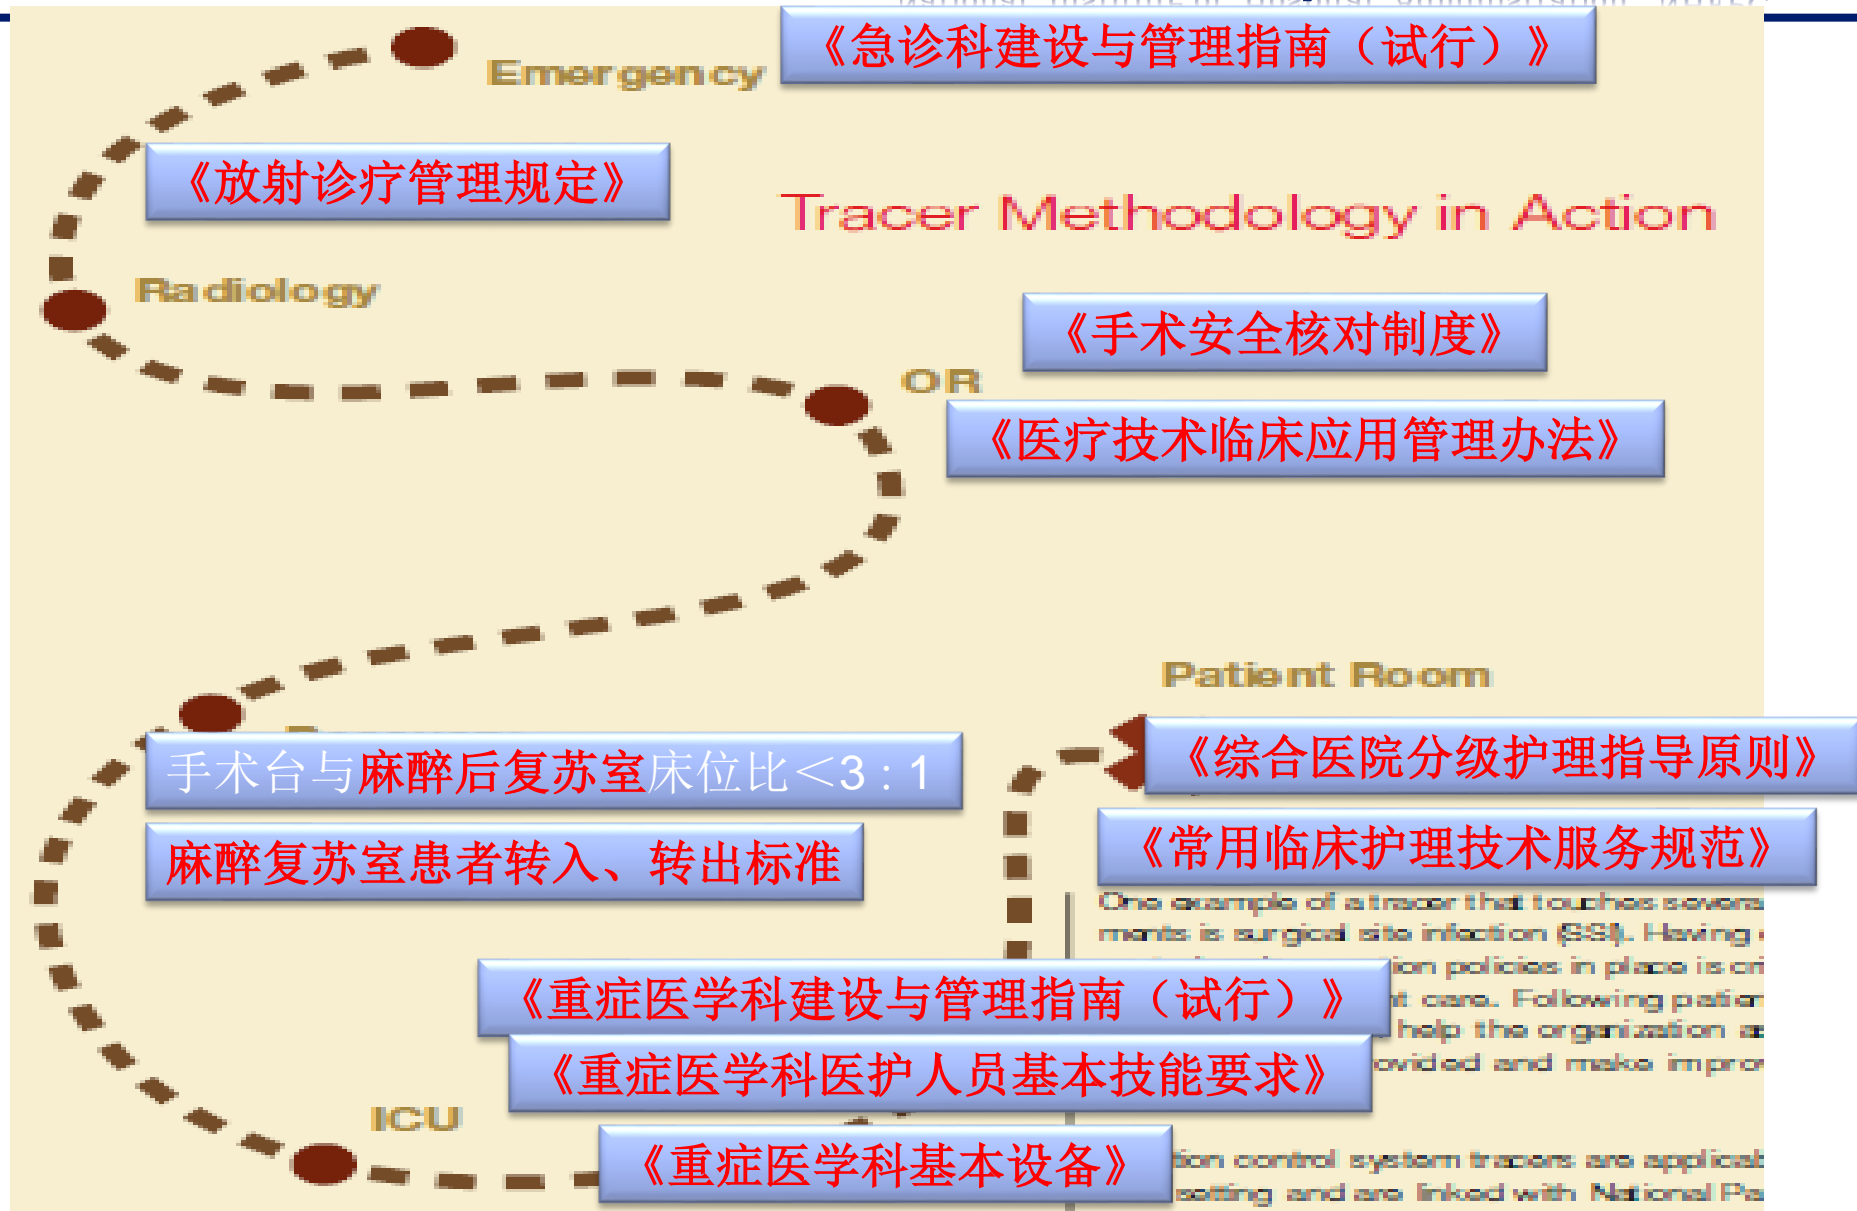 《急诊科建设与管理指南（试行）》
Emergency
《放射诊疗管理规定》
Tracer Methodology in Action
Radiology
《手术安全核对制度》
OR
《医疗技术临床应用管理办法》
Patient Room
《综合医院分级护理指导原则》
手术台与麻醉后复苏室床位比＜3：1
《常用临床护理技术服务规范》
麻醉复苏室患者转入、转出标准
One example of a tracer that touches severa
ments is surgical site infection (SSI). Having
ion policies in place is cri
《重症医学科建设与管理指南（试行）》
t care. Following patien
help the organization as
《重症医学科医护人员基本技能要求》
ovided and make improv
ICU
《重症医学科基本设备》
tion control system tracers are applicab
setting and are linked with National Pa